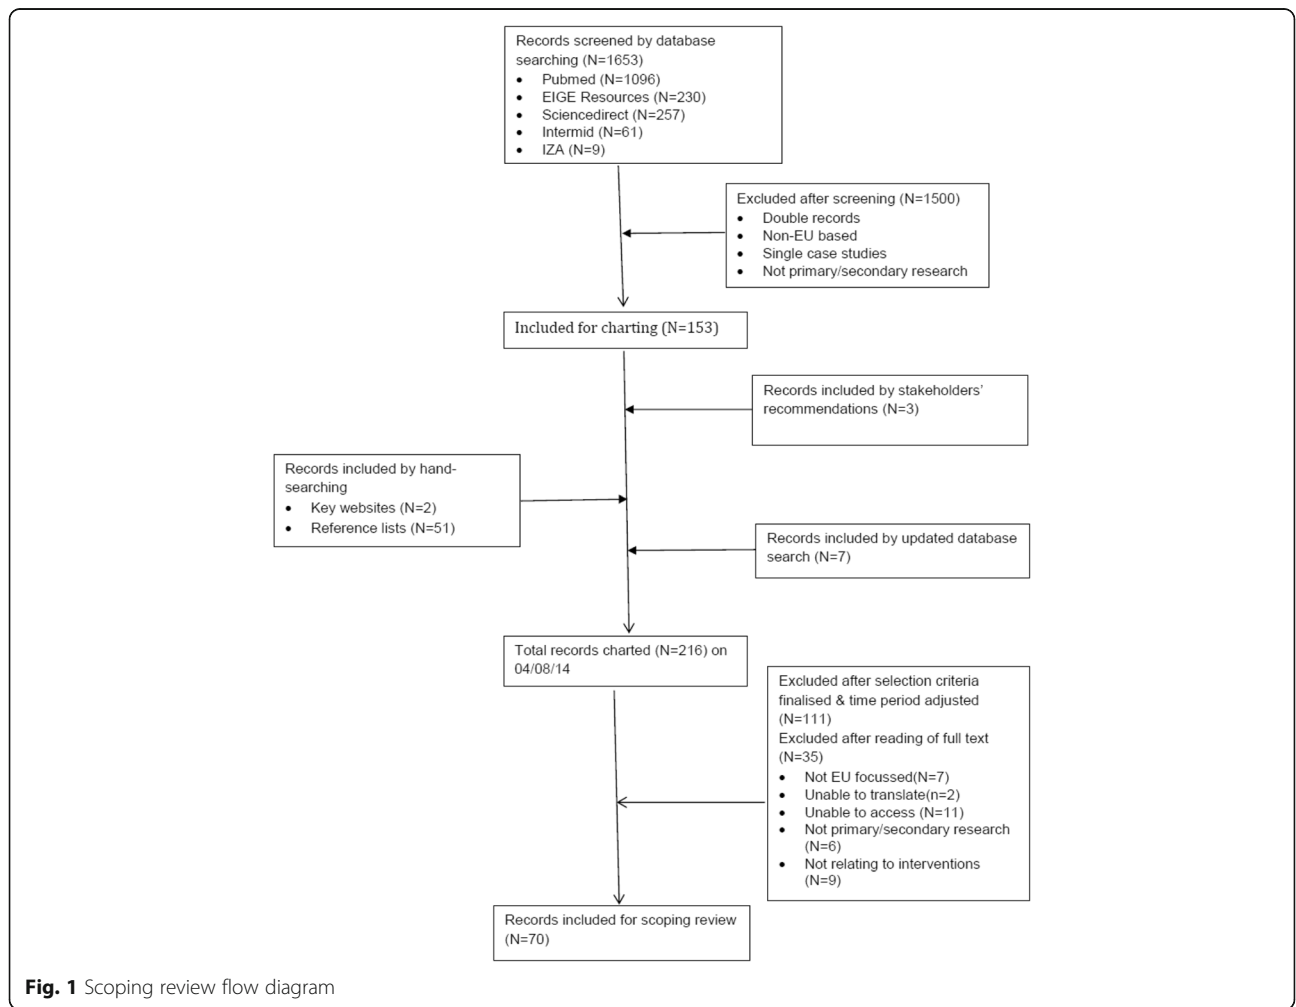 Records screened by database
searching (N=1653)
• Pubmed (N=1096)
• EIGE Resources (N=230)
• Sciencedirect (N=257)
• Intermid (N=61)
• IZA (N=9)
Excluded after screening (N=1500)
• Double records
• Non-EU based
• Single case studies
• Not primary/secondary research
Included for charting (N=153)
Records included by stakeholders’
recommendations (N=3)
Records included by hand-
searching
• Key websites (N=2)
• Reference lists (N=51)
Records included by updated database
search (N=7)
Total records charted (N=216) on
04/08/14
Excluded after selection criteria
finalised & time period adjusted
(N=111)
Excluded after reading of full text
(N=35)
• Not EU focussed(N=7)
• Unable to translate(n=2)
• Unable to access (N=11)
• Not primary/secondary research
(N=6)
• Not relating to interventions
(N=9)
Records included for scoping review
(N=70)
Fig. 1 Scoping review flow diagram